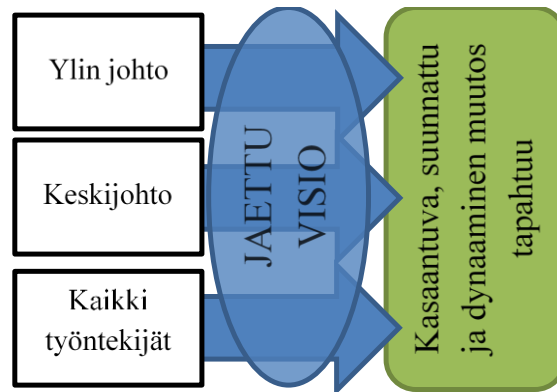 Ylin johto
Keskijohto
Kaikki
työntekijät
JAETTU
VISIO
Kasaantuva, suunnattu
ja dynaaminen muutos
tapahtuu